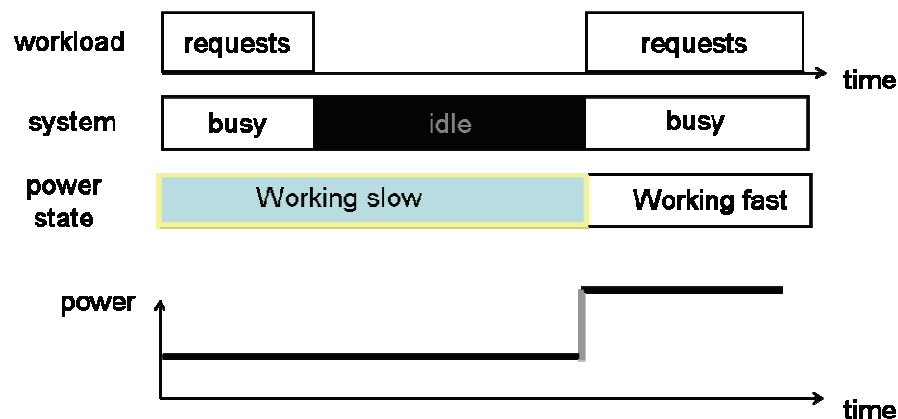 workload requests requests
time
system busy idle busy
power
state
Working slow Working fast
power
time